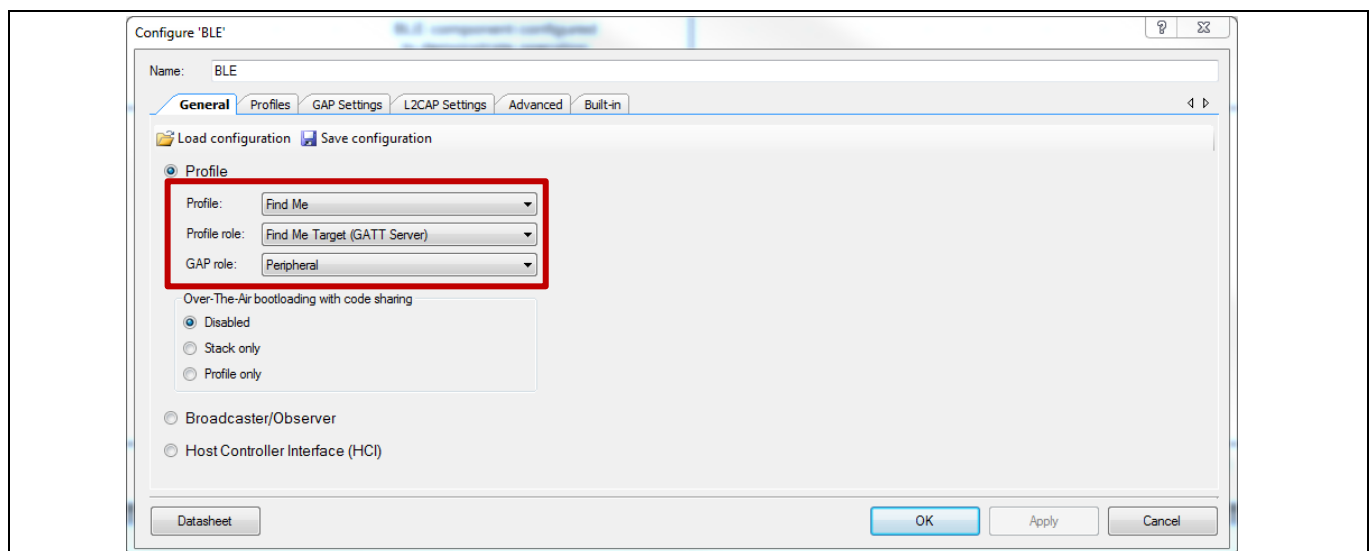 Configure 'BLE'
Name: BLE
General Profiles GAP Settings L2CAP Settings Advanced Built-in
Load configuration Save configuration
Profile
Profile: Find Me
Profile role: Find Me Target (GATT Server)
GAP role: Peripheral
Over-The-Air bootloading with code sharing
Disabled
Stack only
Profile only
Broadcaster/Observer
Host Controller Interface (HCI)
Datasheet OK Apply Cancel